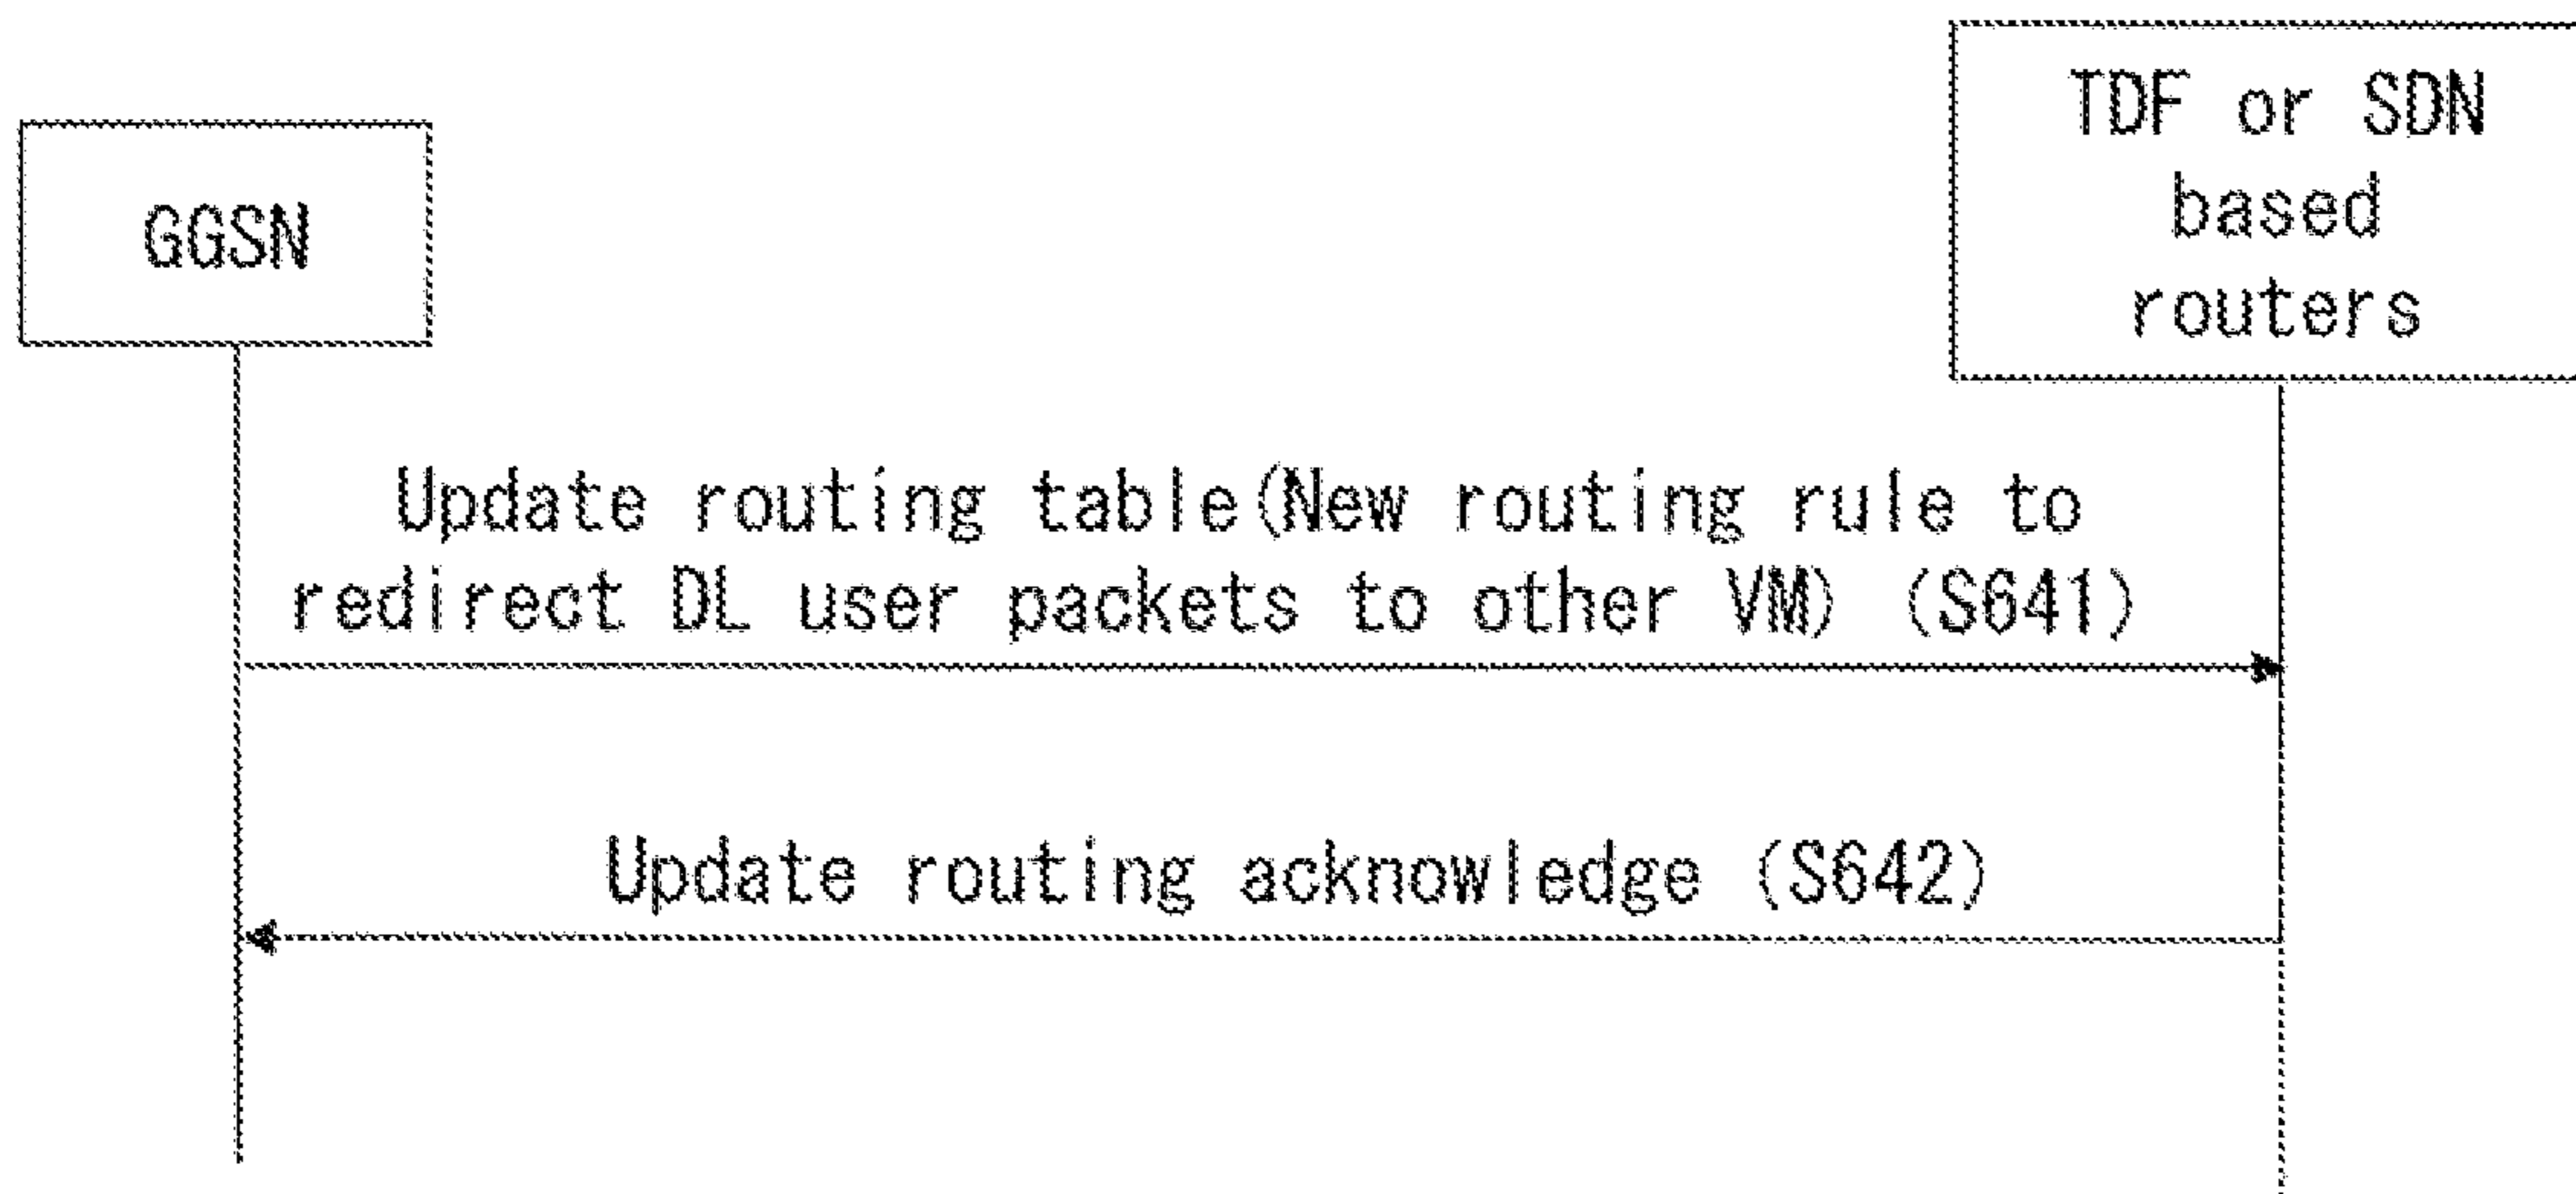 GGSN
TDF or SDN
based
routers
Update routing table(New routing rule to
redirect DL user packets to other VM) (S641)
Update routing acknowledge (S642)